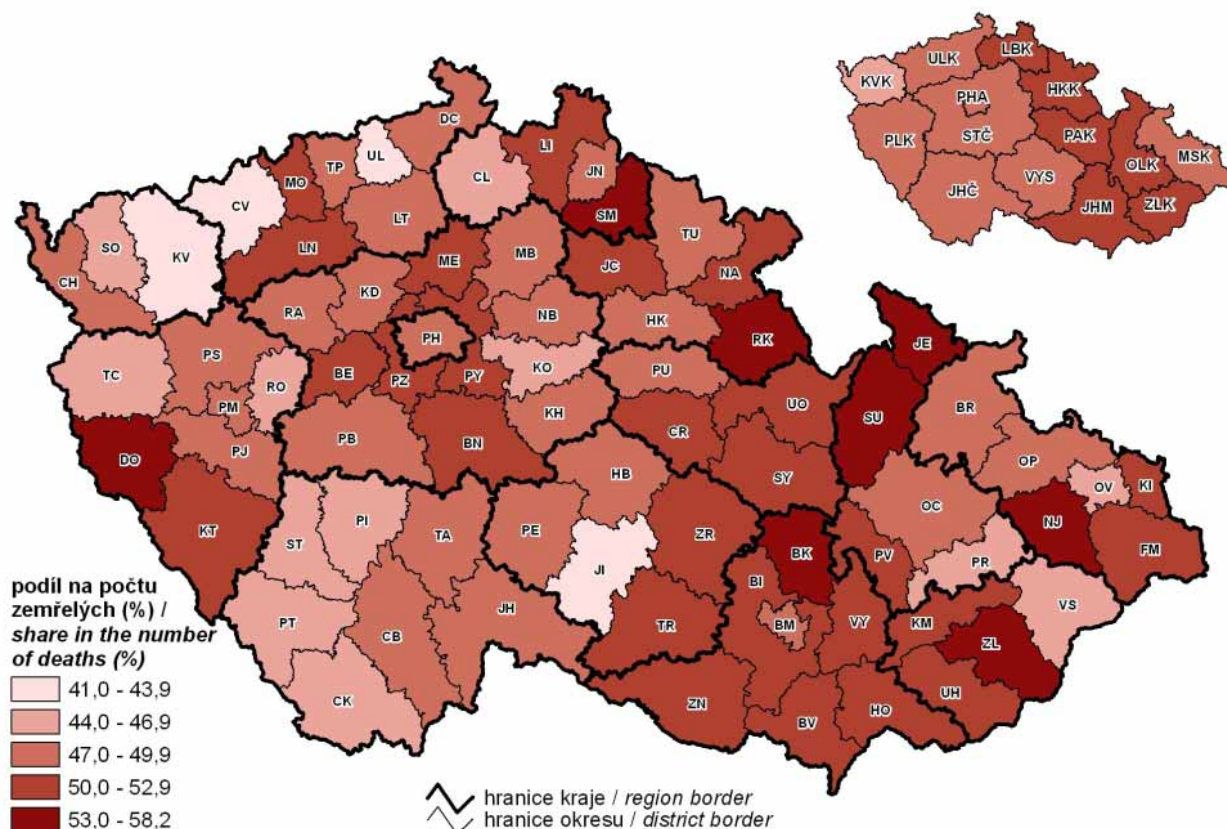 KVK
ULK
LBK
HKK
PHA
STČ
PLK
PAK
OLK
MSK
JHČ
VYS
JHM
ZLK
DC
UL
TP
MO
CV
LT
LN
SO
KV
CH
CL
LI
JN
SM
TU
ME
MB
JC
NA
RA
KD
NB
HK
RK
PH
TC
PS
RO
PM
BE
PZ
PY
KO
PU
UO
JE
SU
BR
DO
PJ
PB
BN
KH
CR
SY
OP
OV
KI
KT
ST
PI
TA
PE
HB
ZR
BK
OC
NJ
FM
JI
BI
PV
PR
VS
PT
CB
JH
TR
BM
VY
KM
ZL
CK
ZN
BV
HO
UH
podíl na počtu
zemřelých (%) /
share in the number
of deaths (%)
41,0 - 43,9
44,0 - 46,9
47,0 - 49,9
50,0 - 52,9
53,0 - 58,2
hranice kraje / region border
hranice okresu / district border